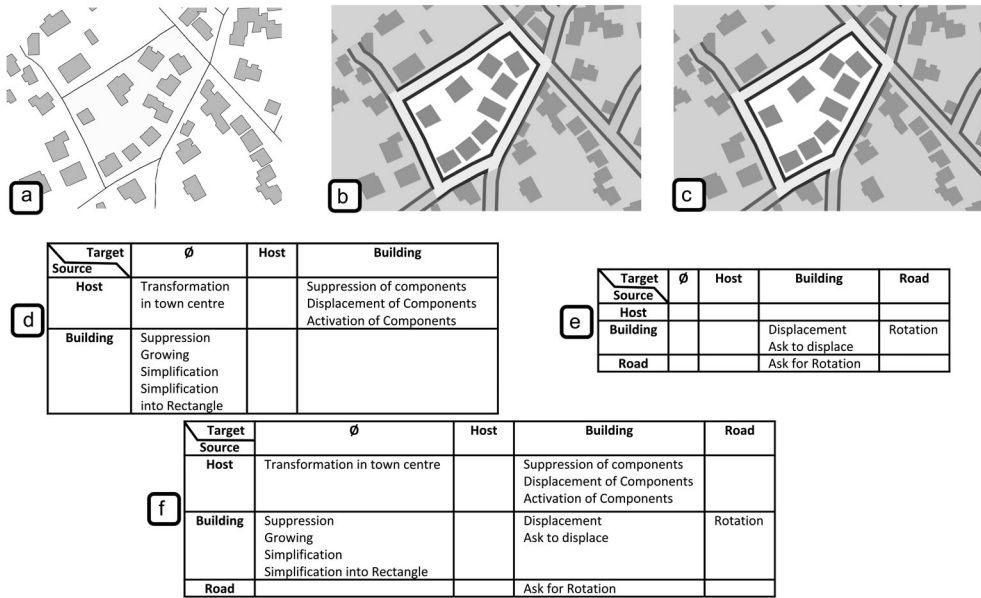 a
b
c
d
Target Ø Host Building
Source
Host Transformation Suppression of components
in town centre Displacement of Components
Activation of Components
Building Suppression
Growing
Simplification
Simplification
into Rectangle
e
Target Ø Host Building Road
Source
Host
Building Displacement Rotation
Ask to displace
Road Ask for Rotation
f
Target Ø Host Building Road
Source
Host Transformation in town centre Suppression of components
Displacement of Components
Activation of Components
Building Suppression Displacement Rotation
Growing Ask to displace
Simplification
Simplification into Rectangle
Road Ask for Rotation